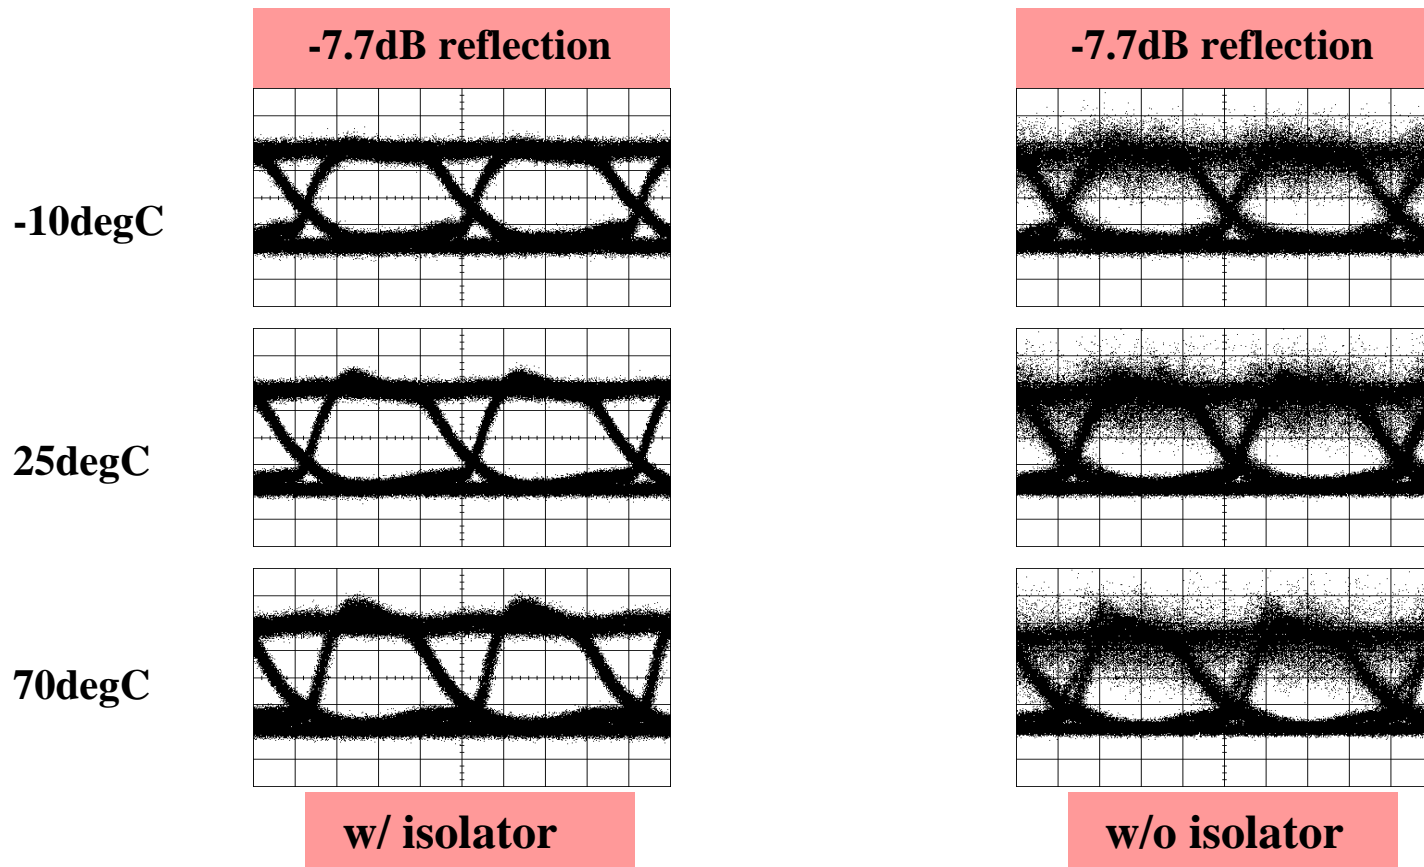 -7.7dB reflection
-7.7dB reflection
-10degC
25degC
70degC
w/ isolator
w/o isolator